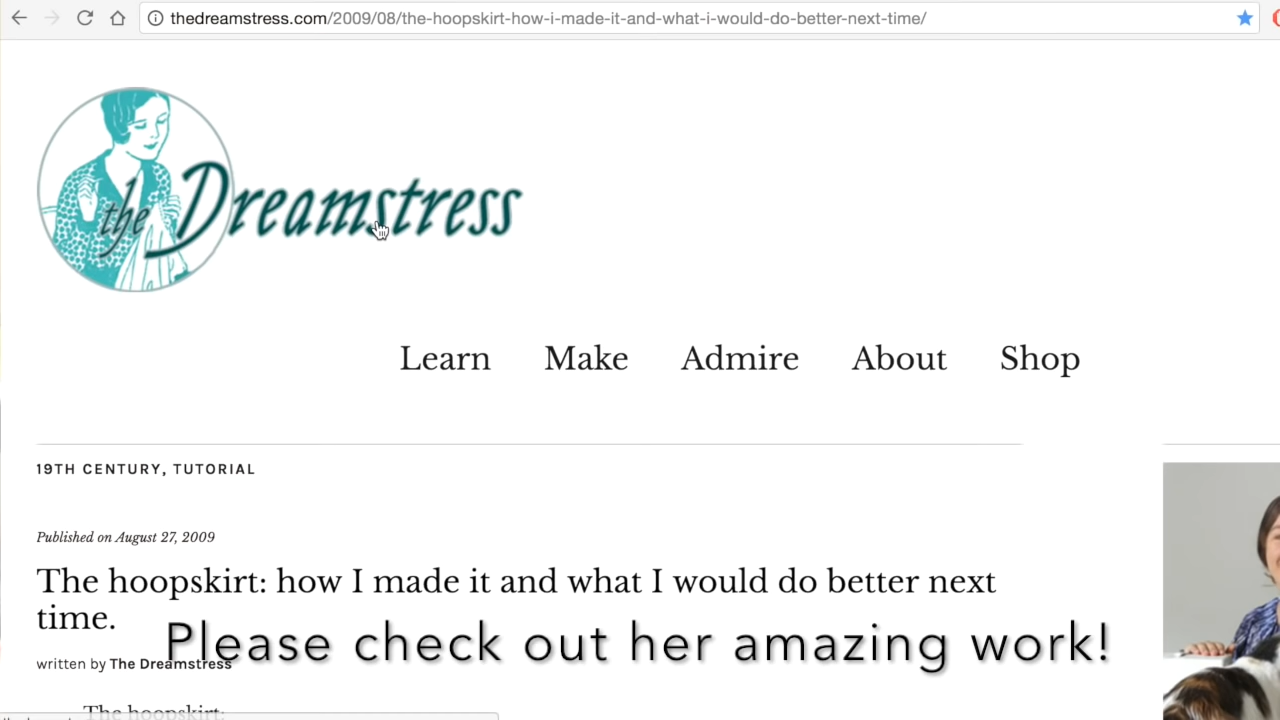 thedreamstress.com/2009/08/the-hoopskirt-how-i-made-it-and-what-i-would-do-better-next-time/
the Dreamstress
Learn Make Admire About Shop
19TH CENTURY, TUTORIAL
Published on August 27, 2009
The hoopskirt: how I made it and what I would do better next
time.
Please check out her amazing work!
written by The Dreamstress
The hoopskirt: